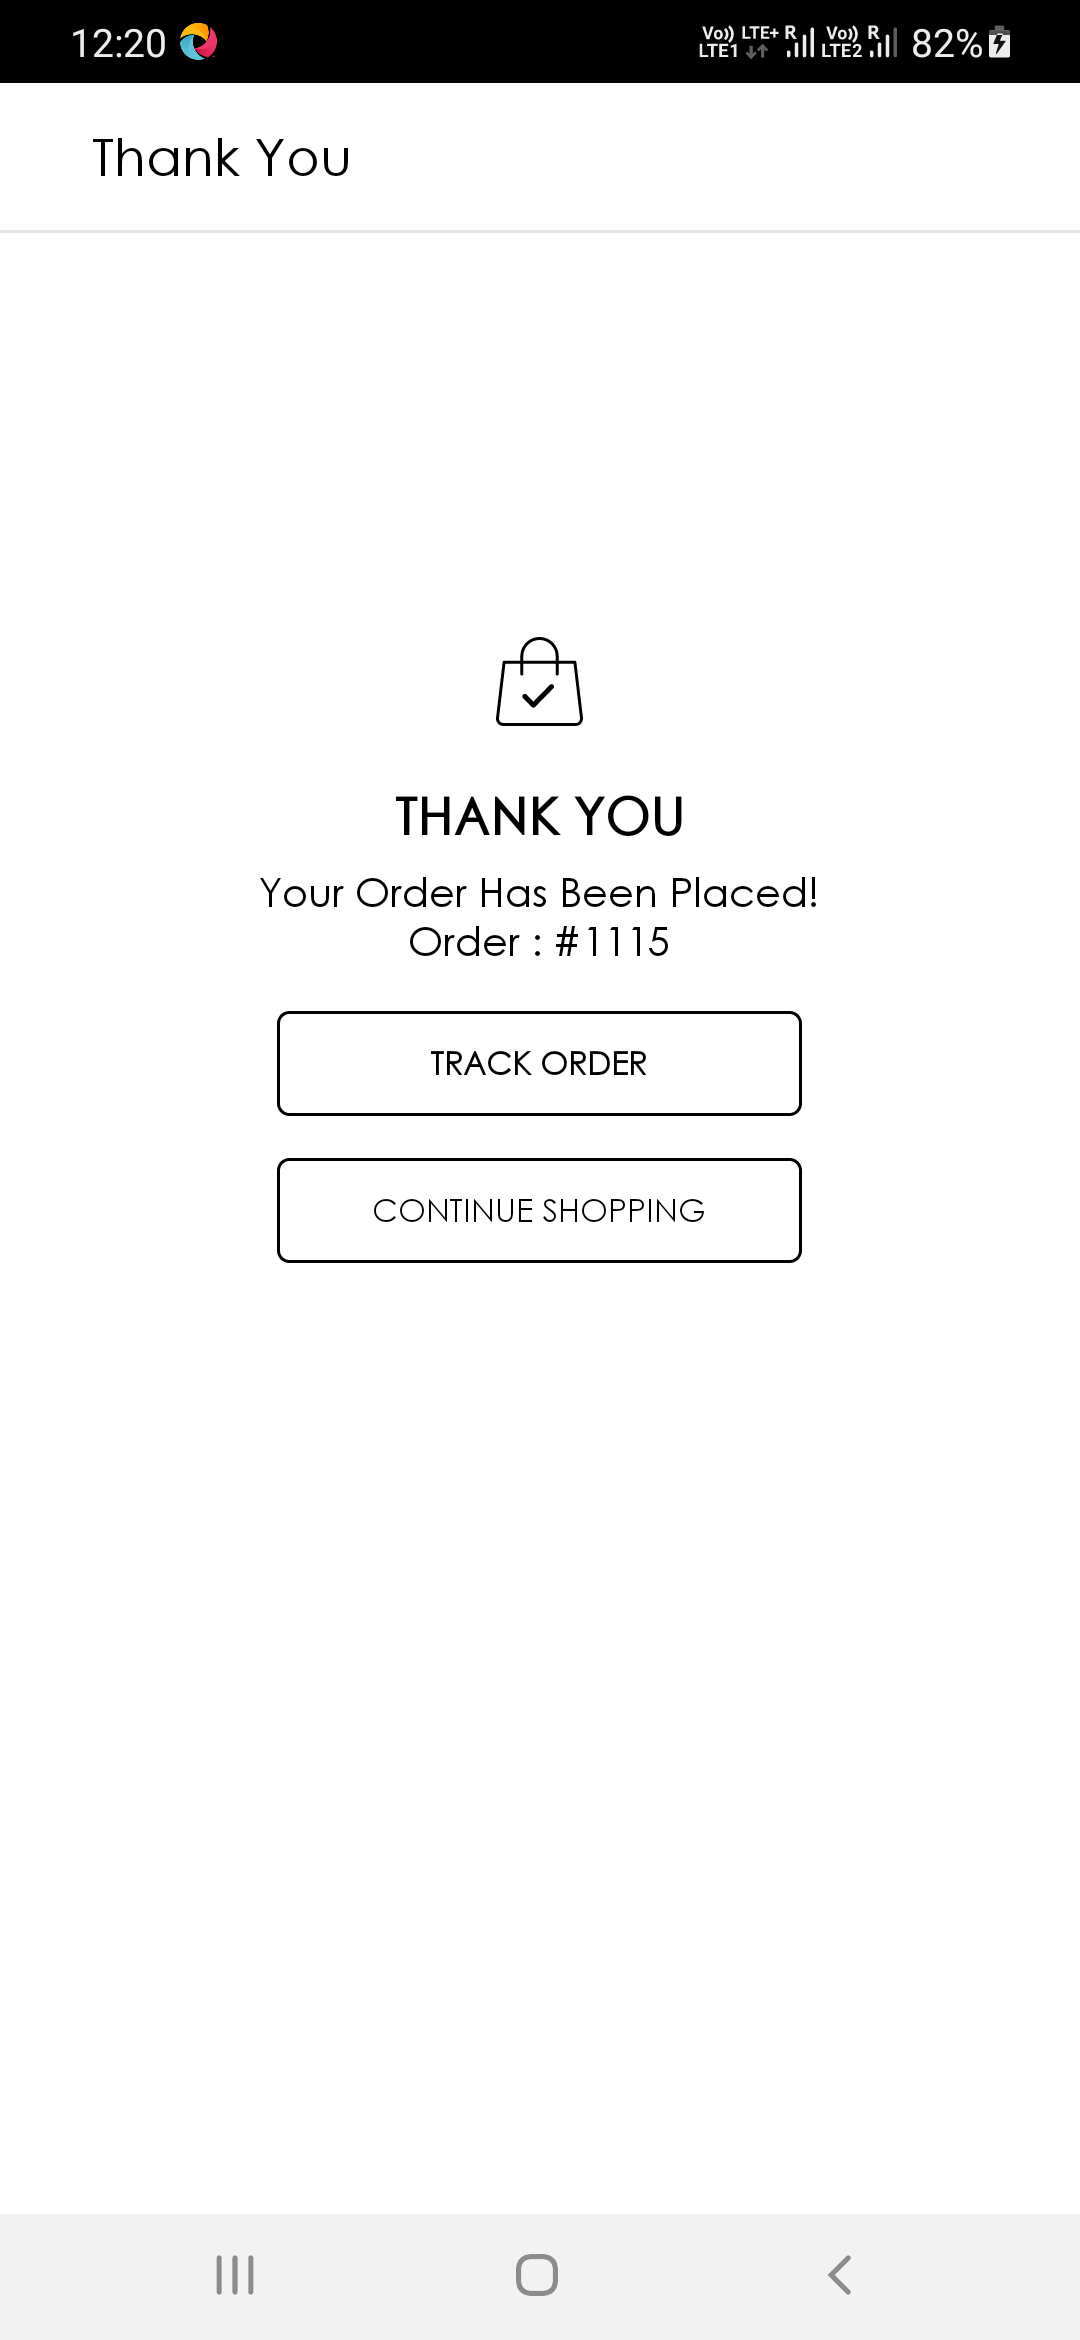 12:20
Vo)) LTE+ R Vo)) R 82%
LTE1 LTE2
Thank You
THANK YOU
Your Order Has Been Placed!
Order : #1115
TRACK ORDER
CONTINUE SHOPPING